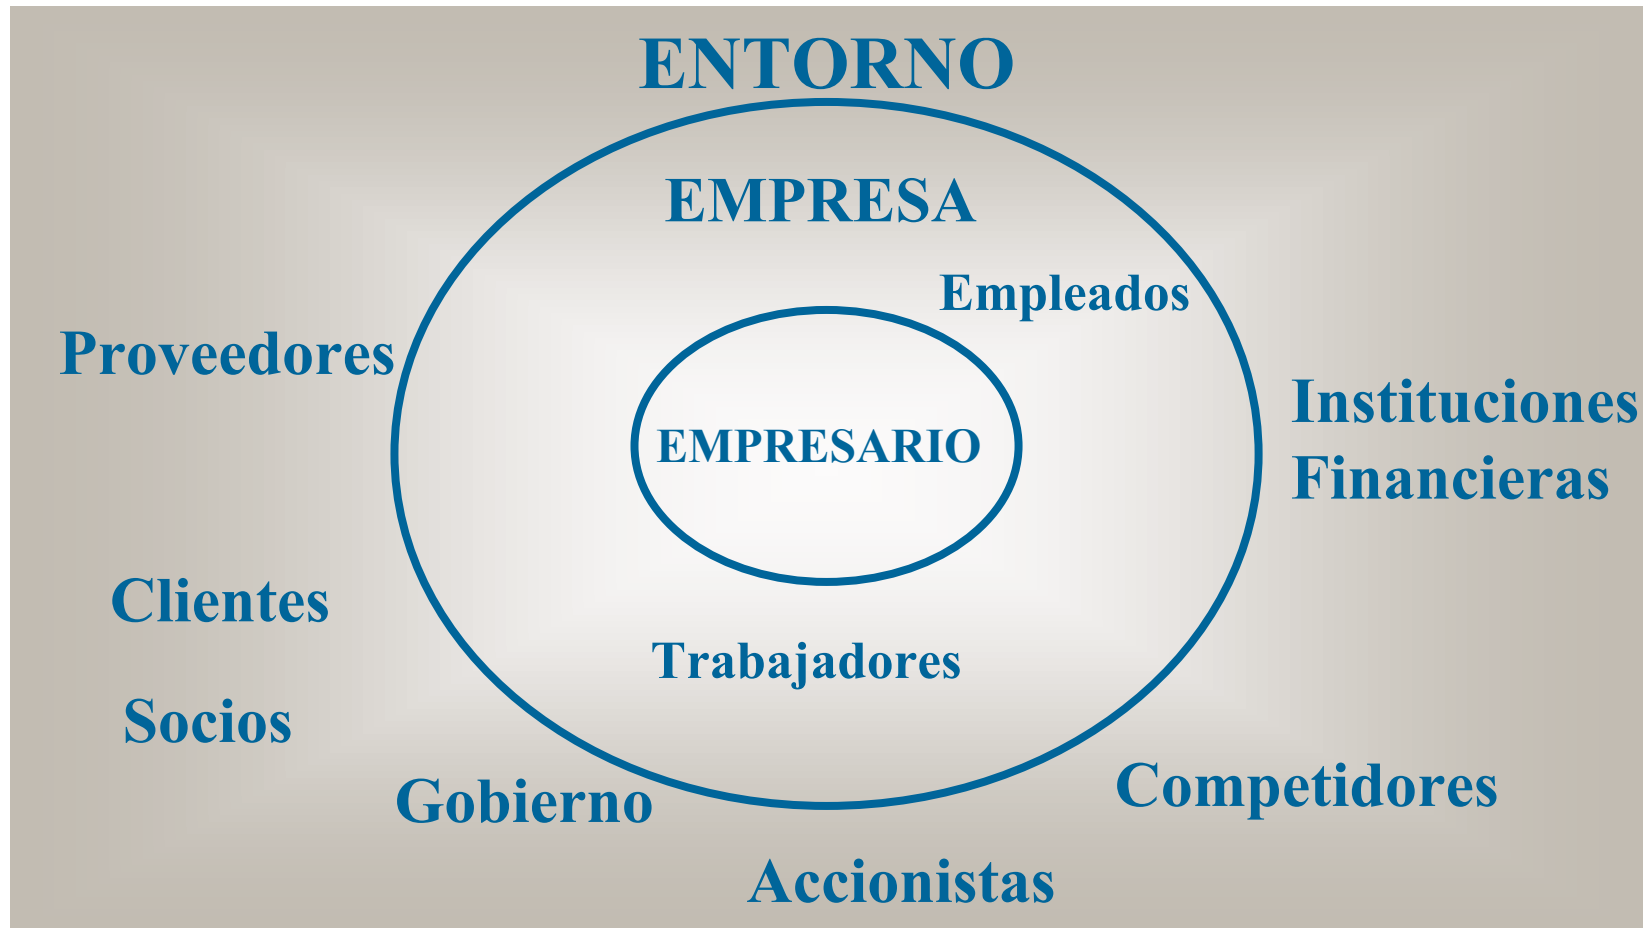 ENTORNO
EMPRESA
Empleados
Proveedores
Instituciones
Financieras
EMPRESARIO
Clientes
Trabajadores
Socios
Gobierno
Competidores
Accionistas